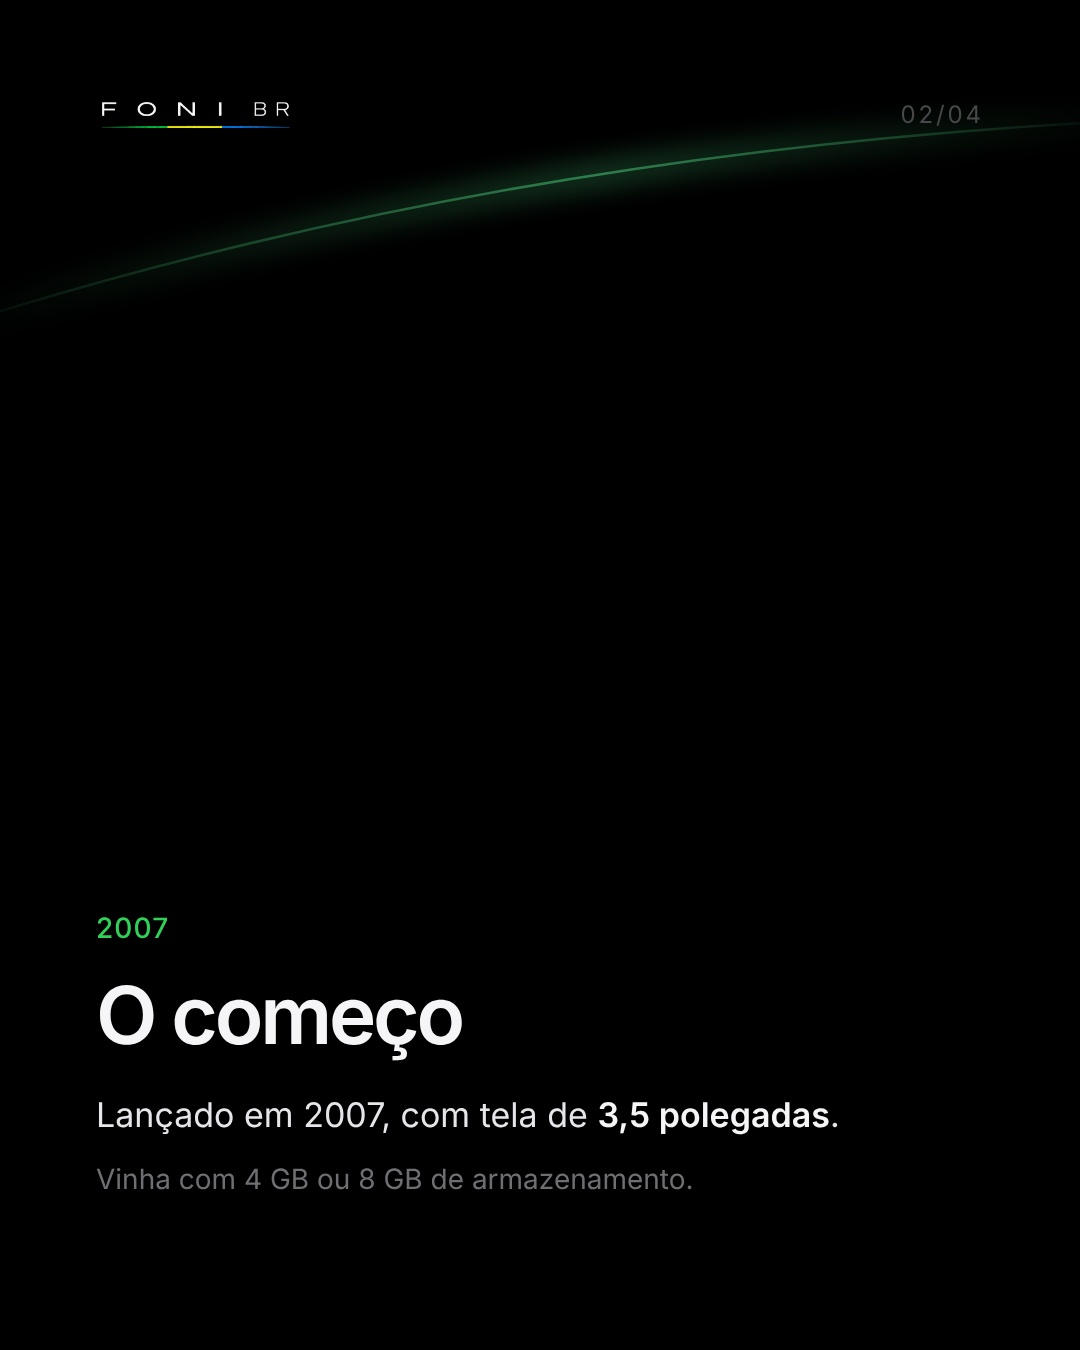 FONI BR
02/04
2007
O começo
Lançado em 2007, com tela de 3,5 polegadas.
Vinha com 4 GB ou 8 GB de armazenamento.